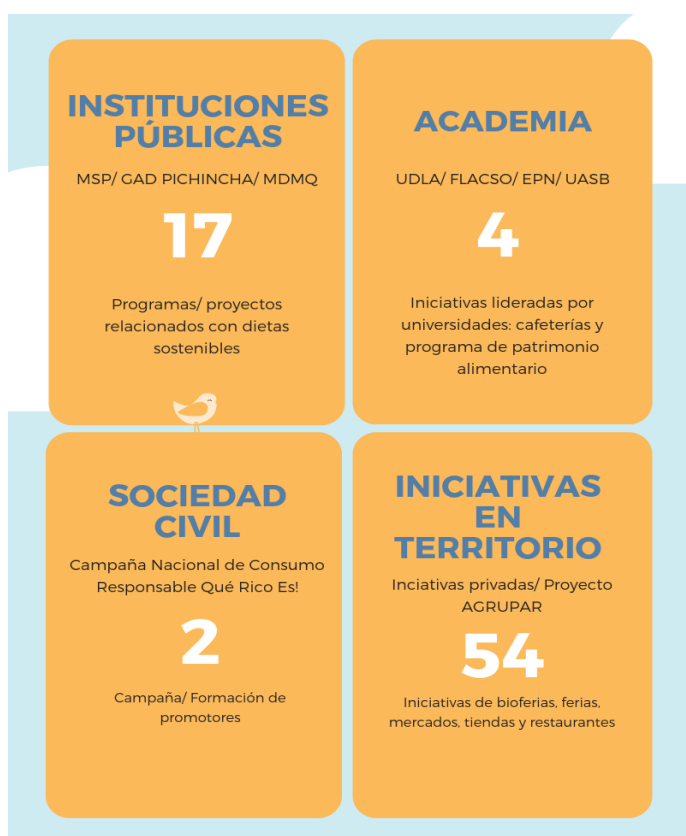 INSTITUCIONES
PÚBLICAS
MSP/ GAD PICHINCHA/ MDMQ
17
Programas/ proyectos
relacionados con dietas
sostenibles
ACADEMIA
UDLA/ FLACSO/ EPN/ UASB
4
Iniciativas lideradas por
universidades: cafeterías y
programa de patrimonio
alimentario
SOCIEDAD
CIVIL
Campaña Nacional de Consumo
Responsable Qué Rico Es!
2
Campaña/ Formación de
promotores
INICIATIVAS
EN
TERRITORIO
Inciativas privadas/ Proyecto
AGRUPAR
54
Iniciativas de bioferias, ferias,
mercados, tiendas y restaurantes